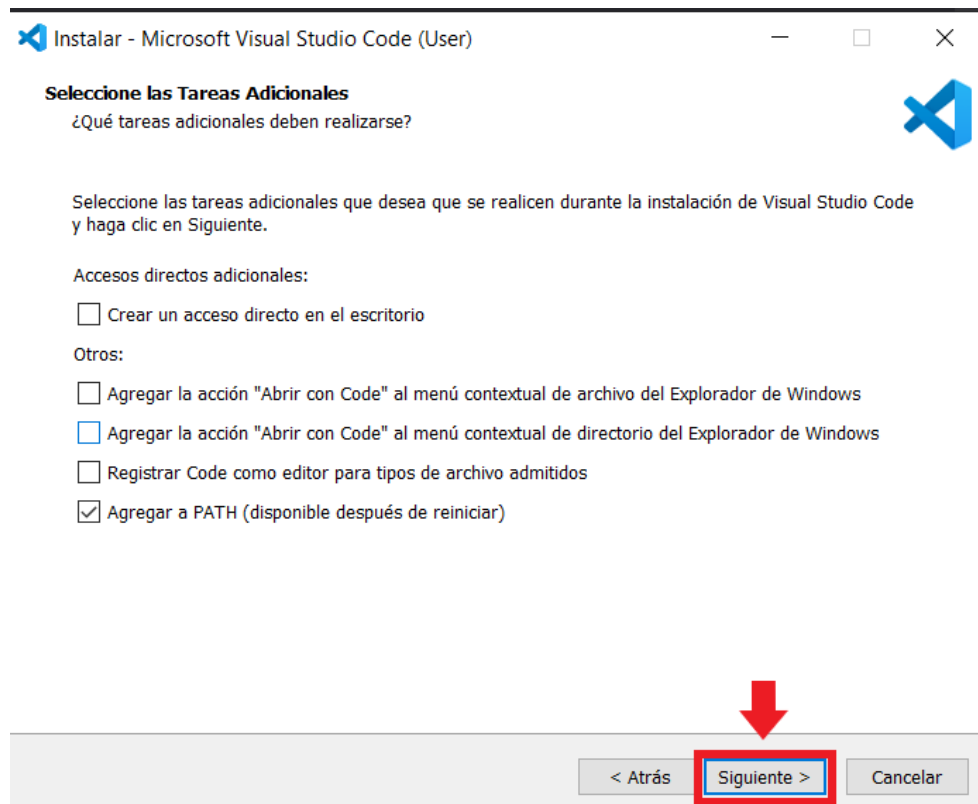 Instalar - Microsoft Visual Studio Code (User)
Seleccione las Tareas Adicionales
¿Qué tareas adicionales deben realizarse?
Seleccione las tareas adicionales que desea que se realicen durante la instalación de Visual Studio Code
y haga clic en Siguiente.
Accesos directos adicionales:
Crear un acceso directo en el escritorio
Otros:
Agregar la acción "Abrir con Code" al menú contextual de archivo del Explorador de Windows
Agregar la acción "Abrir con Code" al menú contextual de directorio del Explorador de Windows
Registrar Code como editor para tipos de archivo admitidos
Agregar a PATH (disponible después de reiniciar)
< Atrás Siguiente > Cancelar